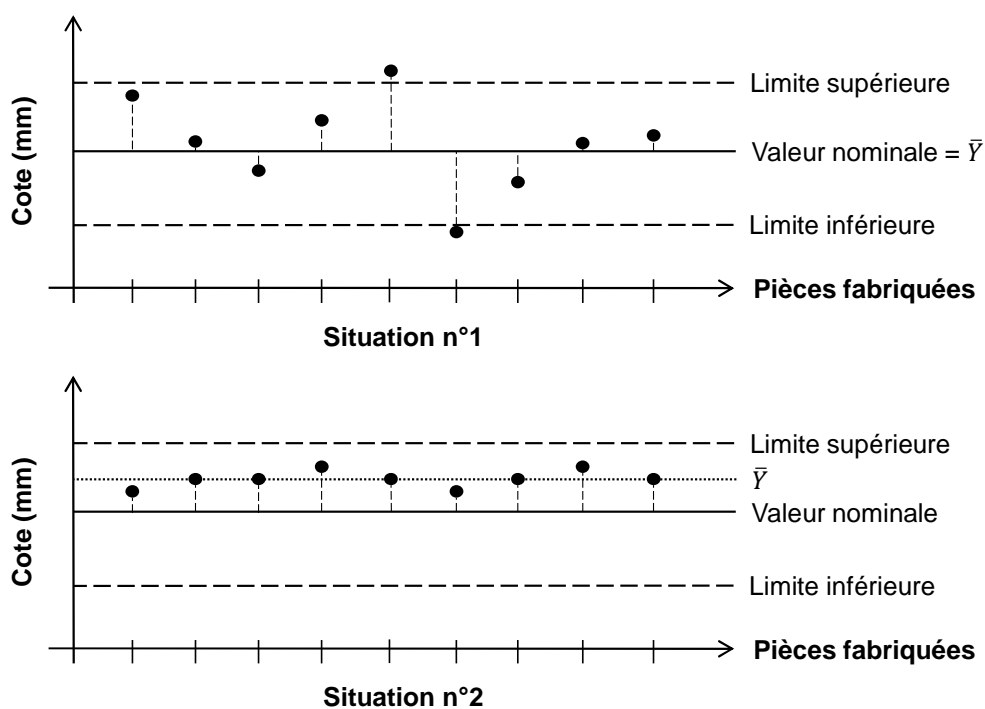 Cote (mm)
Limite supérieure
Valeur nominale = Ȳ
Limite inférieure
Pièces fabriquées
Situation n°1
Cote (mm)
Limite supérieure
Ȳ
Valeur nominale
Limite inférieure
Pièces fabriquées
Situation n°2